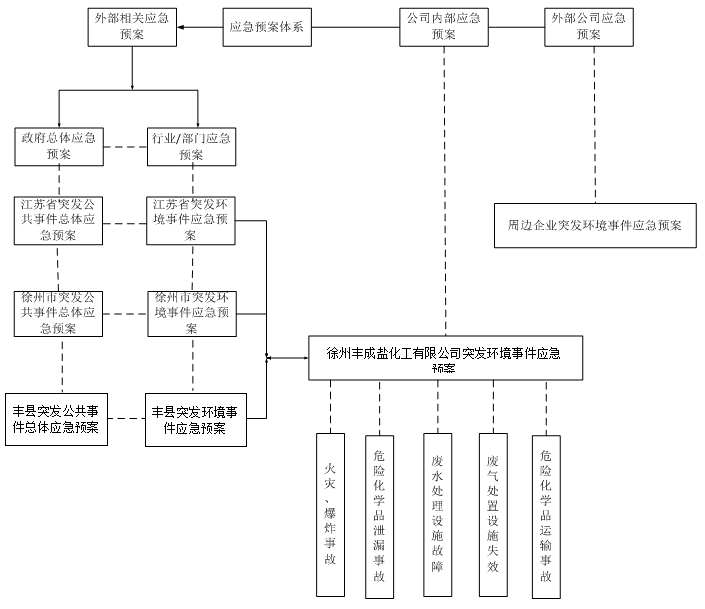 外部相关应急
预案
应急预案体系
公司内部应急
预案
外部公司应急
预案
政府总体应急
预案
行业/部门应急
预案
江苏省突发公
共事件总体应
急预案
江苏省突发环
境事件应急预
案
周边企业突发环境事件应急预案
徐州市突发公
共事件总体应
急预案
徐州市突发环
境事件应急预
案
徐州丰成盐化工有限公司突发环境事件应急
预案
丰县突发公共事
件总体应急预案
丰县突发环境事
件应急预案
火灾、爆炸事故
危险化学品泄漏事故
废水处理设施故障
废气处置设施失效
危险化学品运输事故